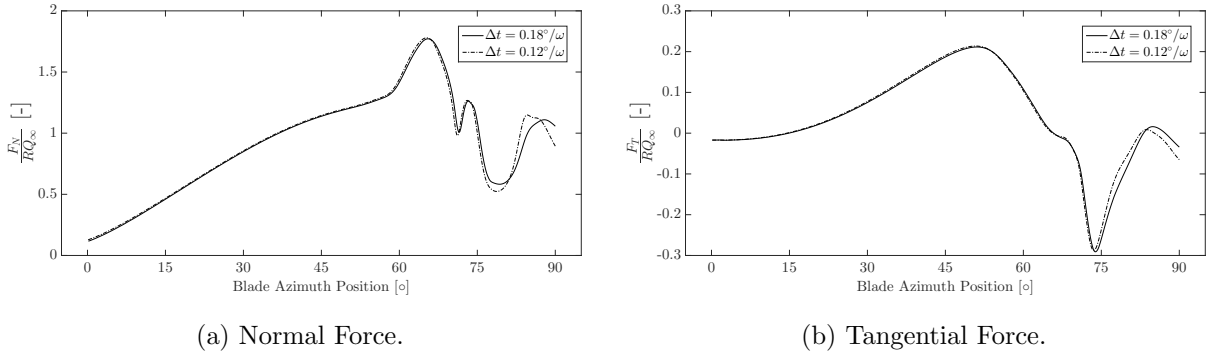 2
1.5
1
0.5
0
F_N/RQ_∞ [-]
Δt = 0.18°/ω
Δt = 0.12°/ω
0 15 30 45 60 75 90
Blade Azimuth Position [∘]
(a) Normal Force.
0.3
0.2
0.1
0
-0.1
-0.2
-0.3
F_T/RQ_∞ [-]
Δt = 0.18°/ω
Δt = 0.12°/ω
0 15 30 45 60 75 90
Blade Azimuth Position [∘]
(b) Tangential Force.